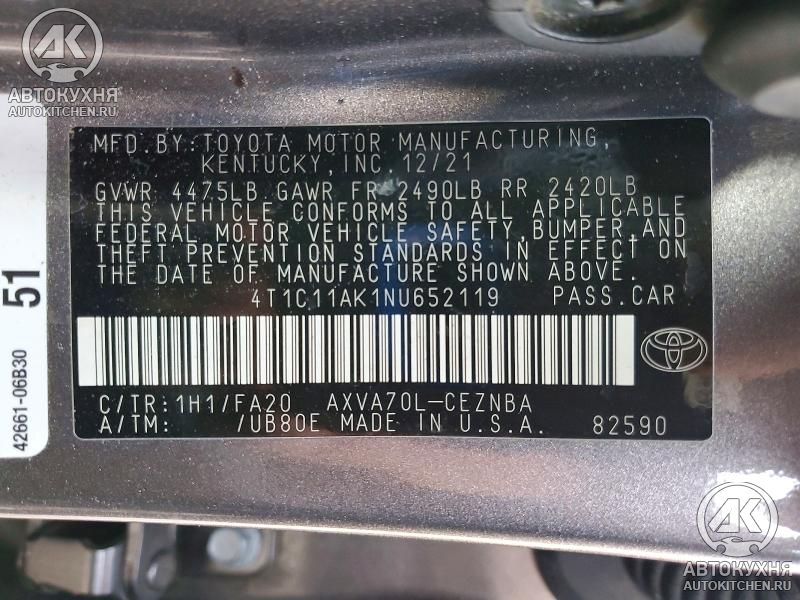 AK
АВТОКУХНЯ
AUTOKITCHEN.RU
MFD. BY: TOYOTA MOTOR MANUFACTURING,
KENTUCKY, INC. 12/21
GVWR 4475LB GAWR FR 2490LB RR 2420LB
THIS VEHICLE CONFORMS TO ALL APPLICABLE
FEDERAL MOTOR VEHICLE SAFETY, BUMPER, AND
THEFT PREVENTION STANDARDS IN EFFECT ON
THE DATE OF MANUFACTURE SHOWN ABOVE.
4T1C11AK1NU652119 PASS.CAR
C/TR: 1H1/FA20 AXVA70L-CEZNBA
A/TM: /UB80E MADE IN U.S.A. 82590
51
42661-06B30
AK
АВТОКУХНЯ
AUTOKITCHEN.RU